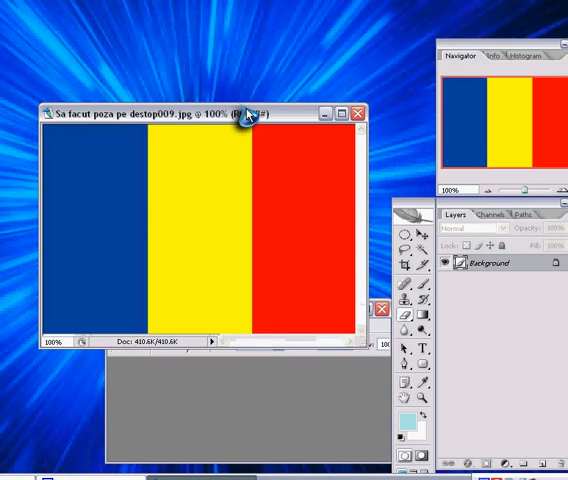 Navigator Info Histogram
Sa facut poza pe destop009.jpg @ 100%
100%
Layers Channels Paths
Normal Opacity: 100%
Lock: Fill: 100%
Background
100% Doc: 410.6K/410.6K
T